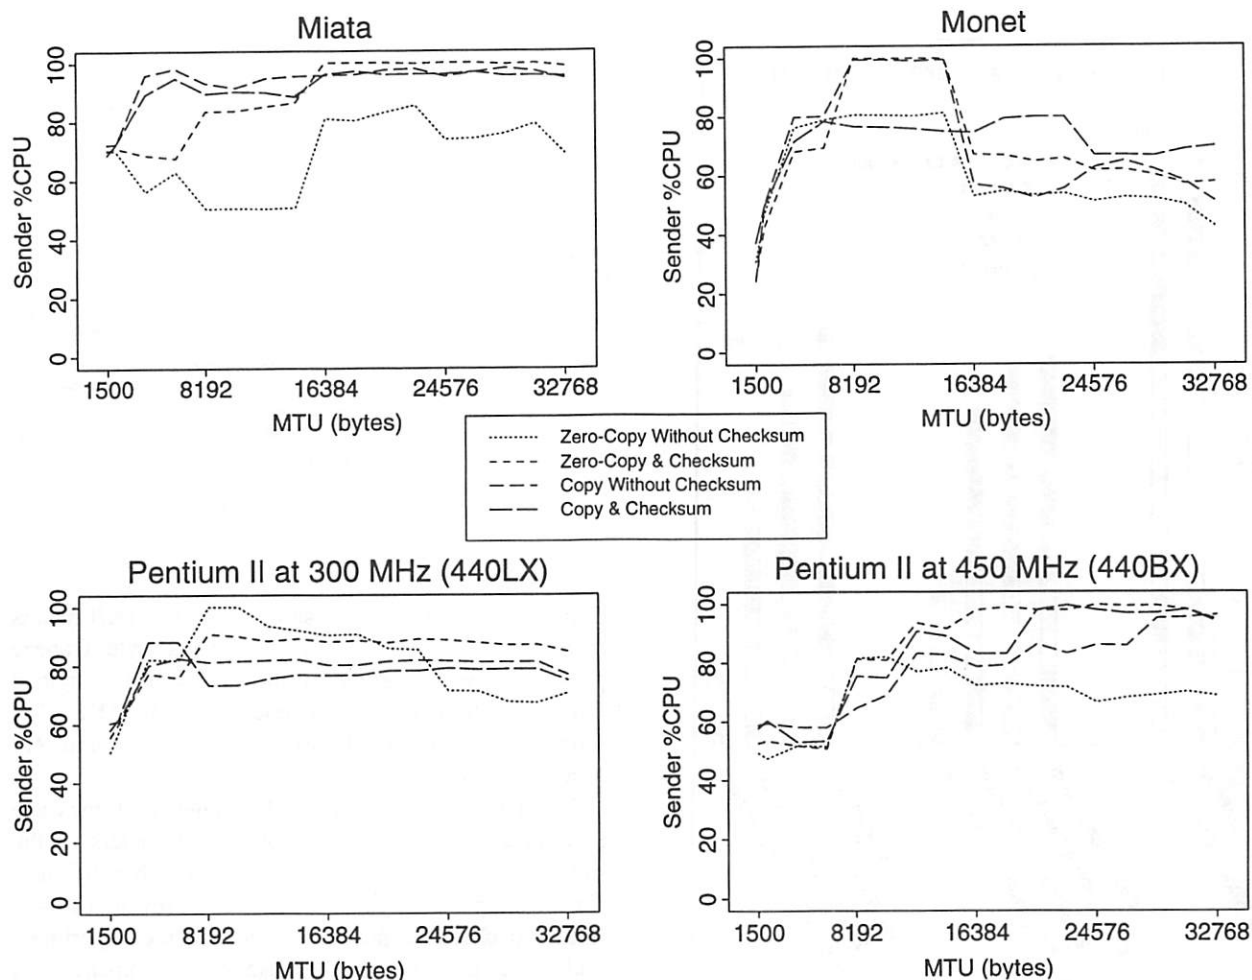 Miata
Sender %CPU
100
80
60
40
20
0
1500 8192 16384 24576 32768
MTU (bytes)
Monet
Sender %CPU
100
80
60
40
20
0
1500 8192 16384 24576 32768
MTU (bytes)
Zero-Copy Without Checksum
Zero-Copy & Checksum
Copy Without Checksum
Copy & Checksum
Pentium II at 300 MHz (440LX)
Sender %CPU
100
80
60
40
20
0
1500 8192 16384 24576 32768
MTU (bytes)
Pentium II at 450 MHz (440BX)
Sender %CPU
100
80
60
40
20
0
1500 8192 16384 24576 32768
MTU (bytes)